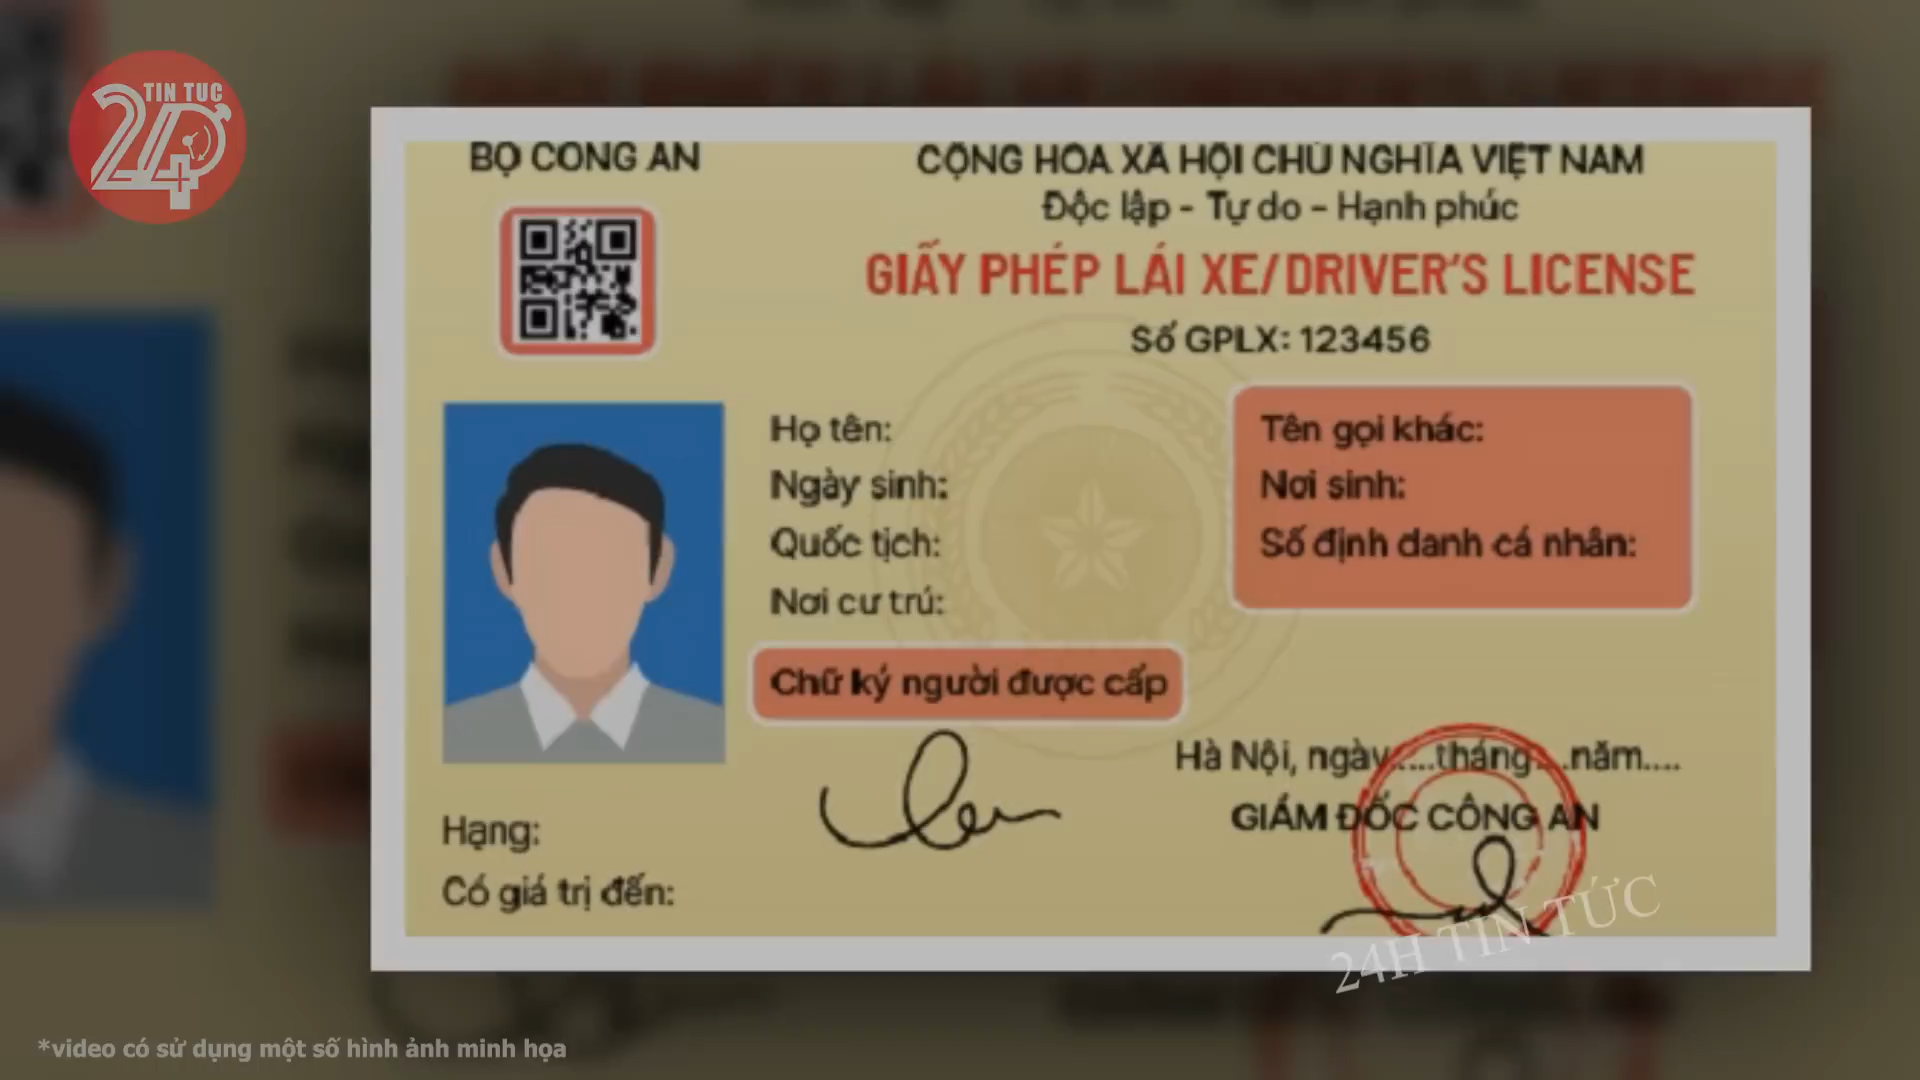 TIN TỨC
24
BỘ CÔNG AN
CỘNG HÒA XÃ HỘI CHỦ NGHĨA VIỆT NAM
Độc lập - Tự do - Hạnh phúc
GIẤY PHÉP LÁI XE/DRIVER'S LICENSE
Số GPLX: 123456
Họ tên:
Ngày sinh:
Quốc tịch:
Nơi cư trú:
Tên gọi khác:
Nơi sinh:
Số định danh cá nhân:
Chữ ký người được cấp
Hà Nội, ngày.....tháng....năm....
GIÁM ĐỐC CÔNG AN
Hạng:
Có giá trị đến:
24H TIN TỨC
*video có sử dụng một số hình ảnh minh họa